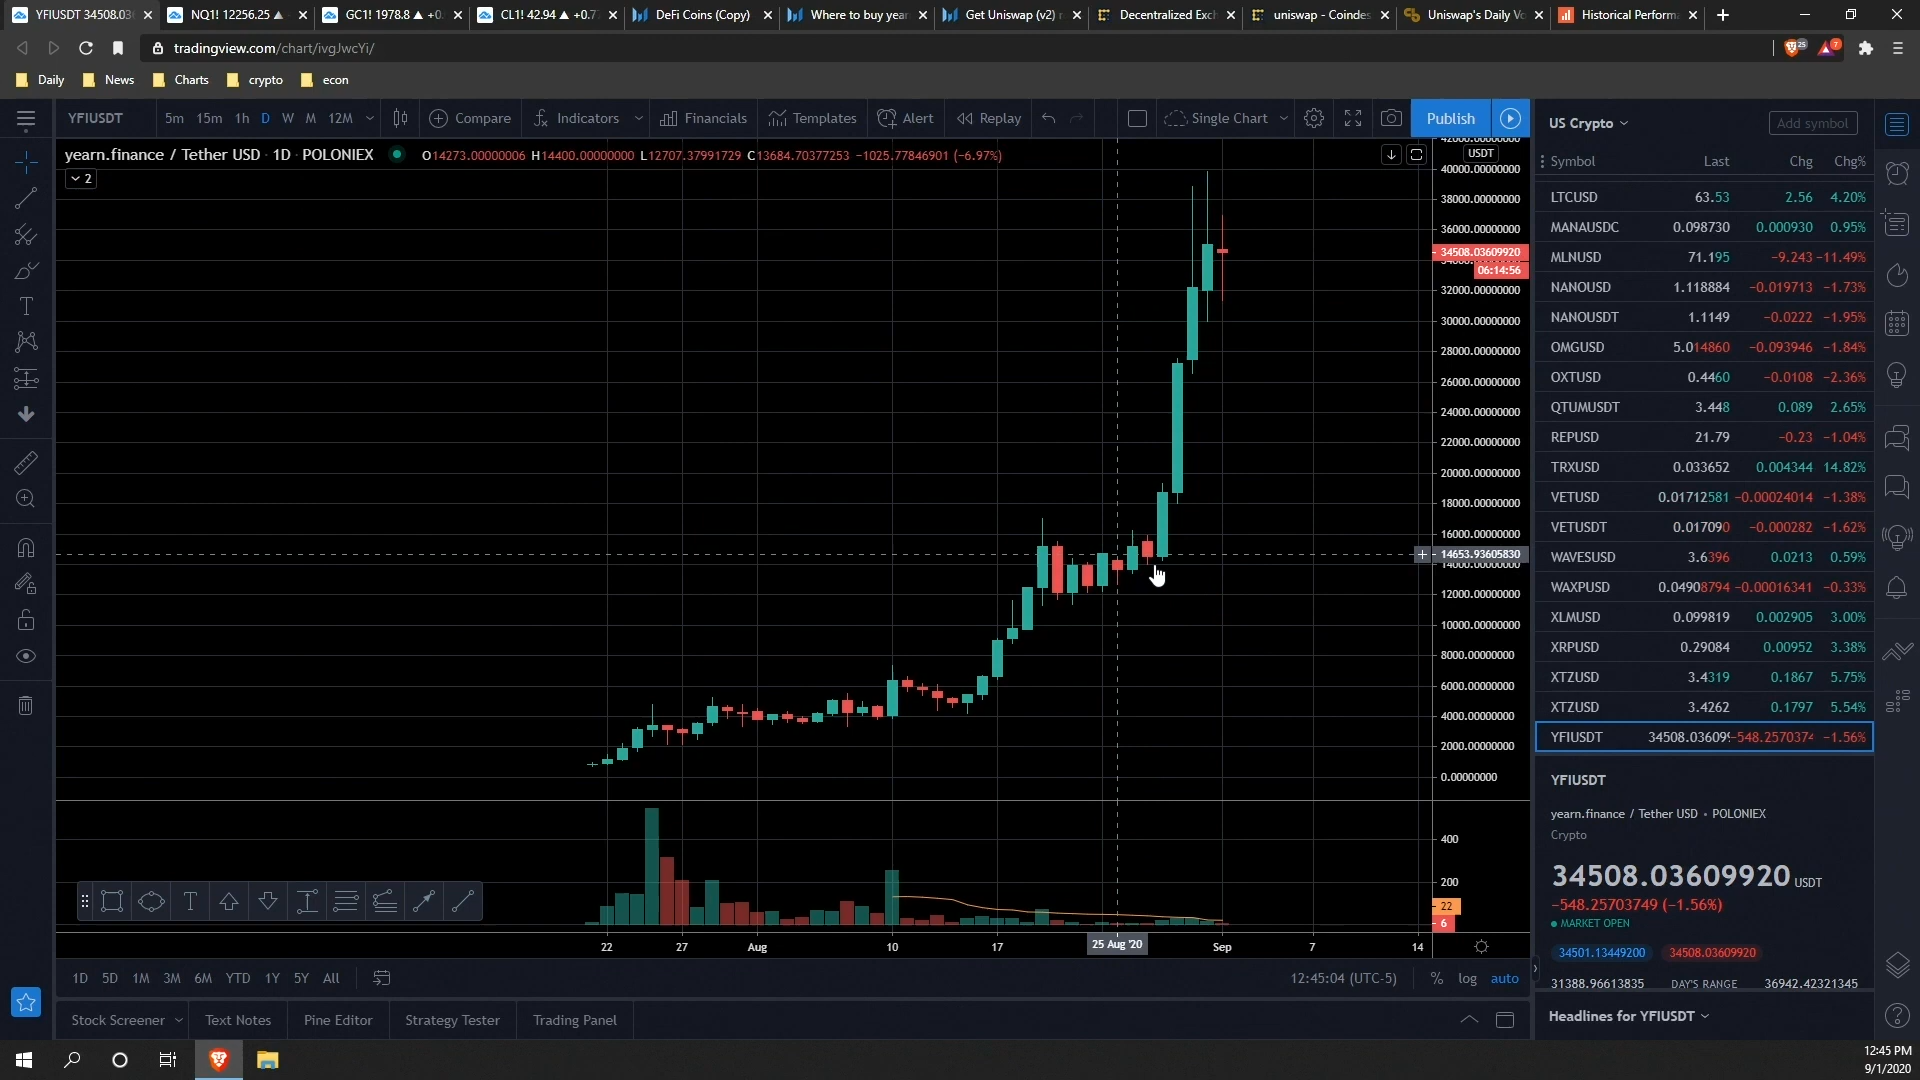 YFIUSDT 34508.03
NQ1! 12256.25 ▲
GC1! 1978.8 ▲ +0.
CL1! 42.94 ▲ +0.7
DeFi Coins (Copy)
Where to buy year
Get Uniswap (v2)
Decentralized Exc
uniswap - Coindes
Uniswap's Daily Vo
Historical Perform
tradingview.com/chart/ivgJwcYi/
25
7
Daily News Charts crypto econ
YFIUSDT 5m 15m 1h D W M 12M Compare Indicators Financials Templates Alert Replay Single Chart Publish
yearn.finance / Tether USD · 1D · POLONIEX O14273.00000006 H14400.00000000 L12707.37991729 C13684.70377253 −1025.77846901 (−6.97%)
2
USDT
40000.00000000
38000.00000000
36000.00000000
34508.03609920
06:14:56
32000.00000000
30000.00000000
28000.00000000
26000.00000000
24000.00000000
22000.00000000
20000.00000000
18000.00000000
16000.00000000
14653.93605830
14000.00000000
12000.00000000
10000.00000000
8000.00000000
6000.00000000
4000.00000000
2000.00000000
0.00000000
400
200
22
6
22 27 Aug 10 17 25 Aug '20 Sep 7 14
1D 5D 1M 3M 6M YTD 1Y 5Y All 12:45:04 (UTC-5) % log auto
Stock Screener Text Notes Pine Editor Strategy Tester Trading Panel
US Crypto Add symbol
Symbol Last Chg Chg%
LTCUSD 63.53 2.56 4.20%
MANAUSDC 0.098730 0.000930 0.95%
MLNUSD 71.195 −9.243 −11.49%
NANOUSD 1.118884 −0.019713 −1.73%
NANOUSDT 1.1149 −0.0222 −1.95%
OMGUSD 5.014860 −0.093946 −1.84%
OXTUSD 0.4460 −0.0108 −2.36%
QTUMUSDT 3.448 0.089 2.65%
REPUSD 21.79 −0.23 −1.04%
TRXUSD 0.033652 0.004344 14.82%
VETUSD 0.01712581 −0.00024014 −1.38%
VETUSDT 0.017090 −0.000282 −1.62%
WAVESUSD 3.6396 0.0213 0.59%
WAXPUSD 0.04908794 −0.00016341 −0.33%
XLMUSD 0.099819 0.002905 3.00%
XRPUSD 0.29084 0.00952 3.38%
XTZUSD 3.4319 0.1867 5.75%
XTZUSD 3.4262 0.1797 5.54%
YFIUSDT 34508.036099 −548.2570374 −1.56%
YFIUSDT
yearn.finance / Tether USD • POLONIEX
Crypto
34508.03609920 USDT
−548.25703749 (−1.56%)
MARKET OPEN
34501.13449200 34508.03609920
31388.96613835 DAY'S RANGE 36942.42321345
Headlines for YFIUSDT
12:45 PM
9/1/2020